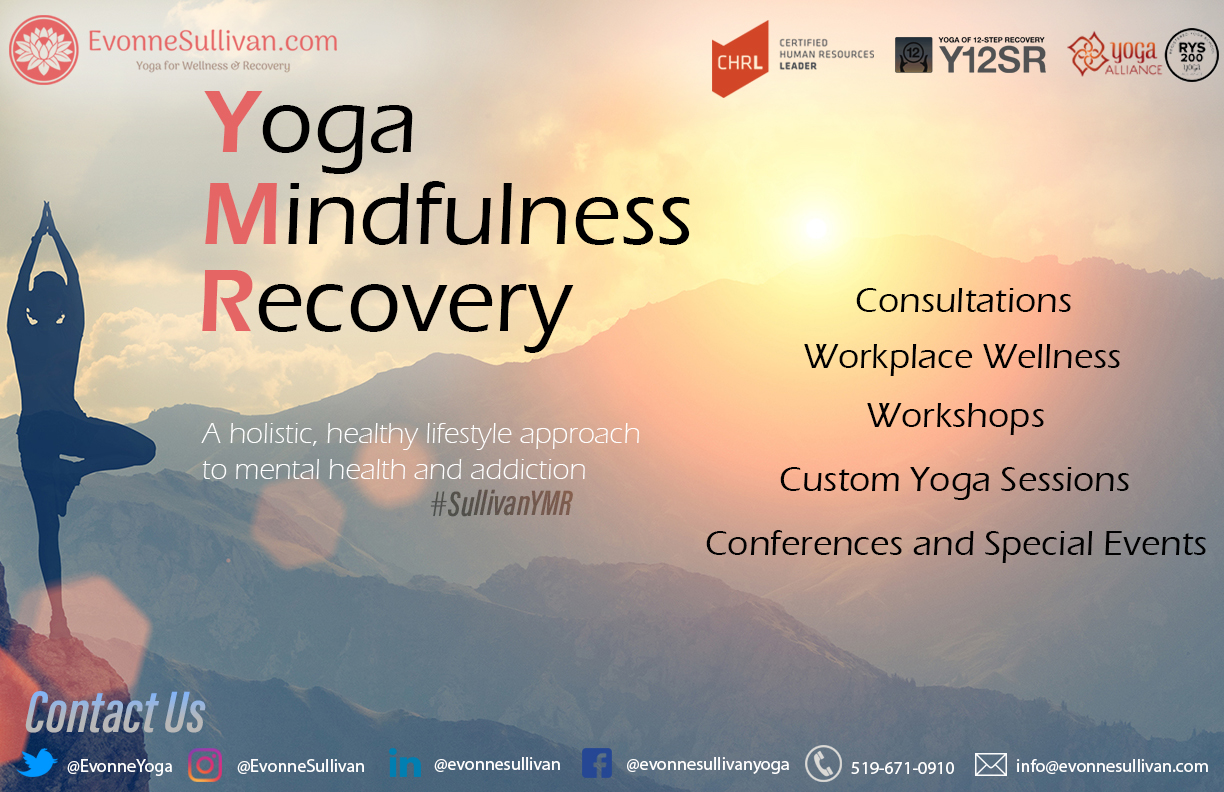 EvonneSullivan.com
Yoga for Wellness & Recovery
CHRL
CERTIFIED
HUMAN RESOURCES
LEADER
12
YOGA OF 12-STEP RECOVERY
Y12SR
yoga
ALLIANCE
RYS
200
yoga
Yoga
Mindfulness
Recovery
A holistic, healthy lifestyle approach
to mental health and addiction
#SullivanYMR
Consultations
Workplace Wellness
Workshops
Custom Yoga Sessions
Conferences and Special Events
Contact Us
@EvonneYoga
@EvonneSullivan
in
@evonnesullivan
f
@evonnesullivanyoga
519-671-0910
info@evonnesullivan.com